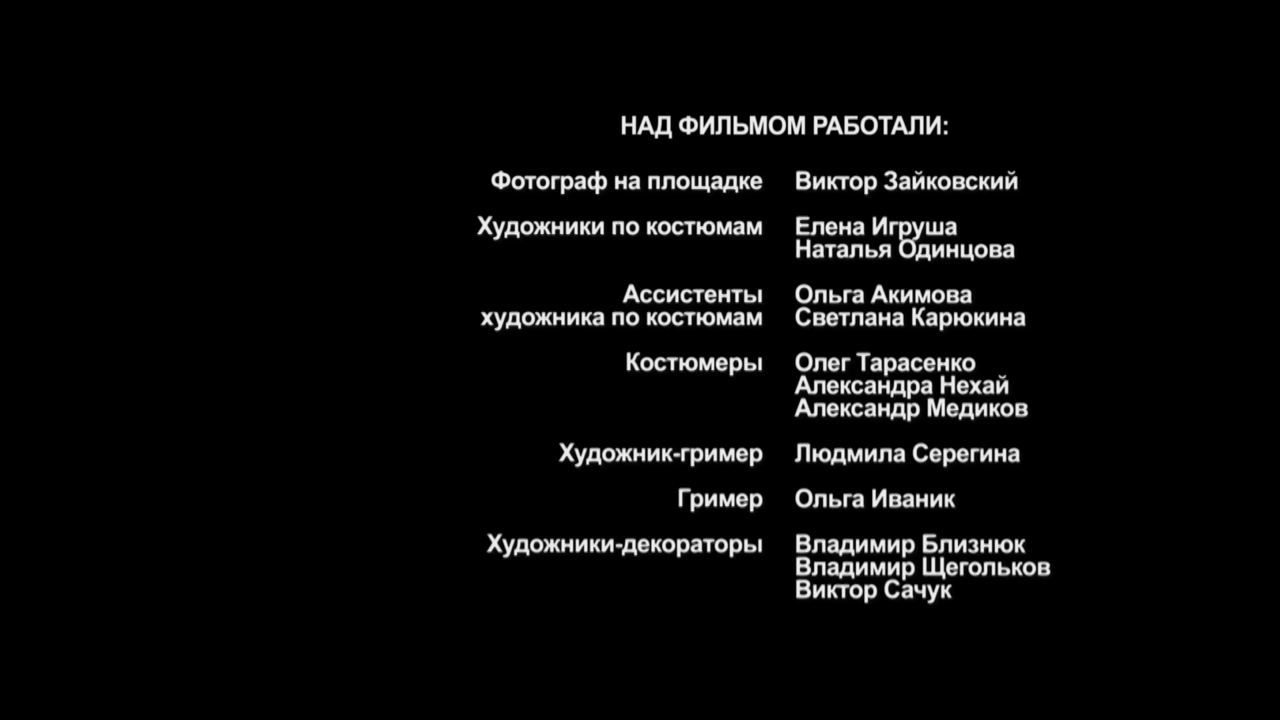 НАД ФИЛЬМОМ РАБОТАЛИ:
Фотограф на площадке Виктор Зайковский
Художники по костюмам Елена Игруша
Наталья Одинцова
Ассистенты Ольга Акимова
художника по костюмам Светлана Карюкина
Костюмеры Олег Тарасенко
Александра Нехай
Александр Медиков
Художник-гример Людмила Серегина
Гример Ольга Иваник
Художники-декораторы Владимир Близнюк
Владимир Щегольков
Виктор Сачук